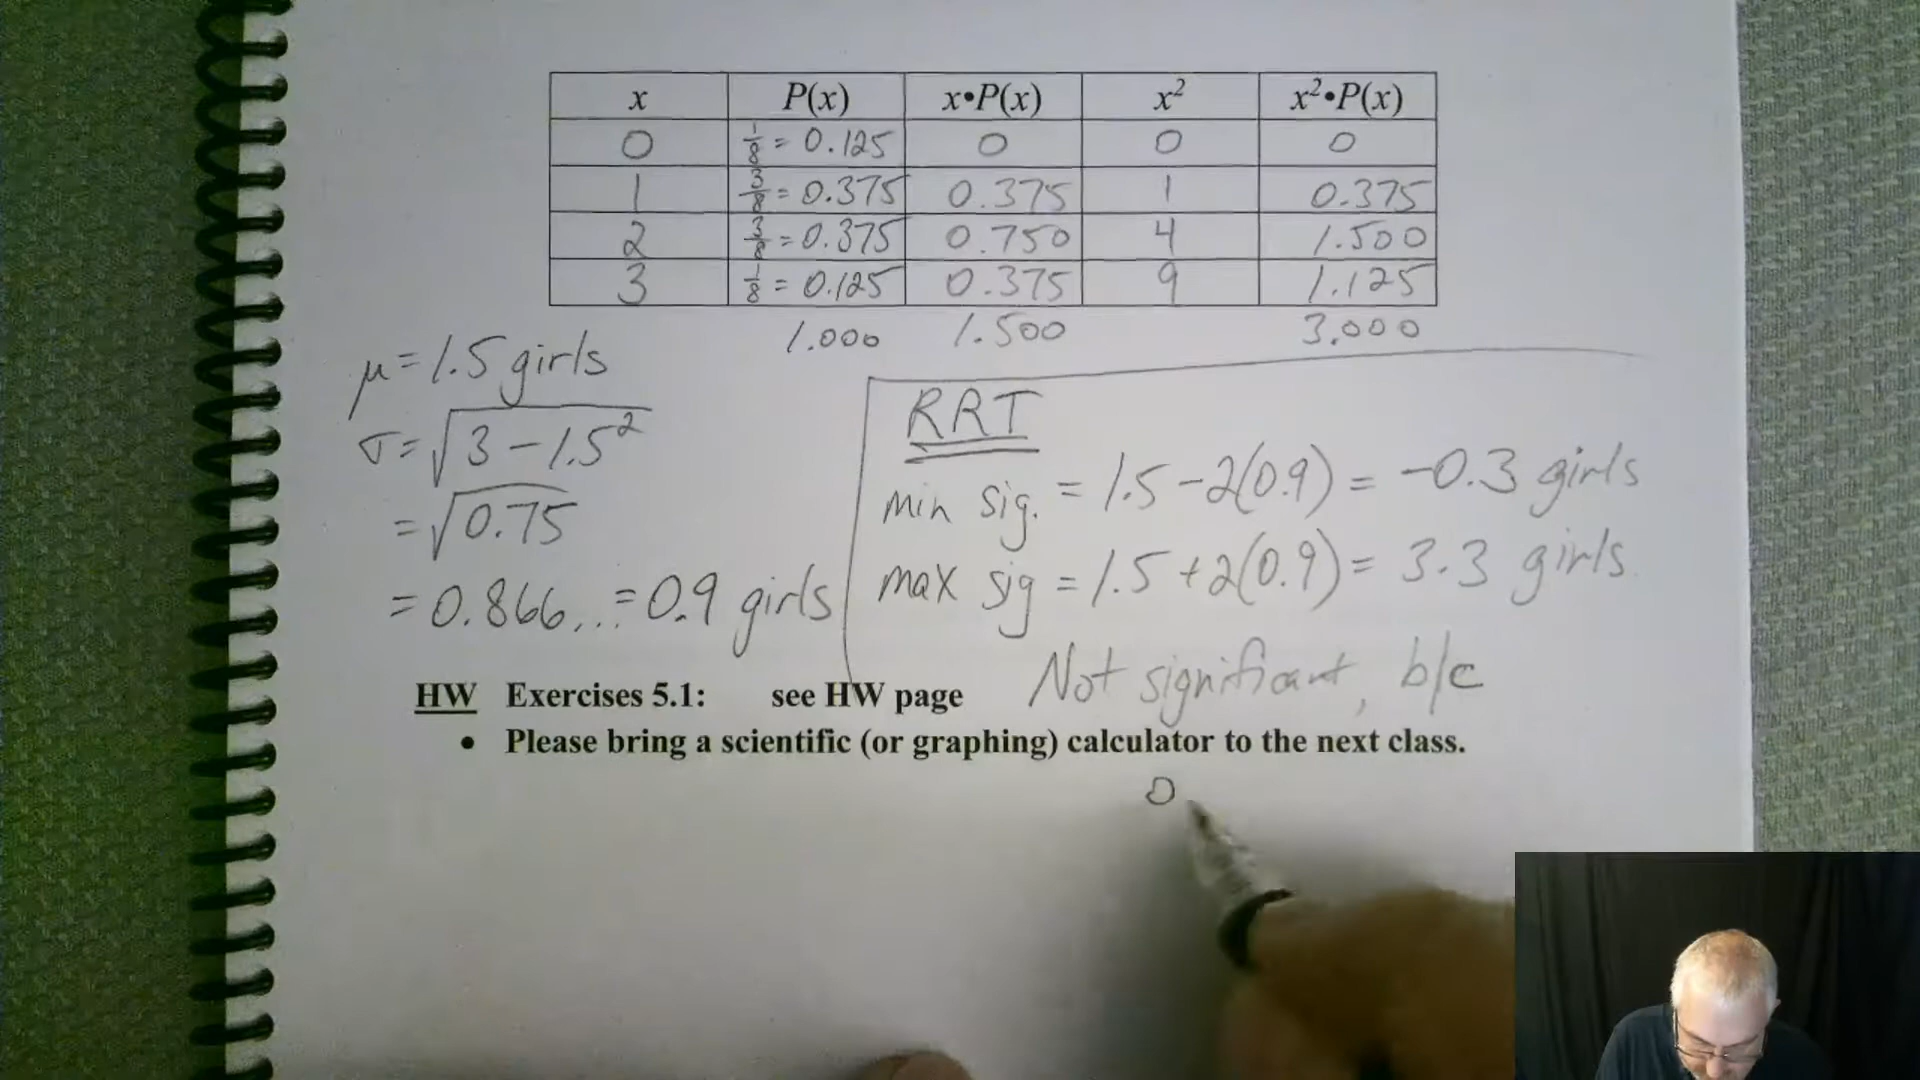 x P(x) x•P(x) x² x²•P(x)
0 1/8 = 0.125 0 0 0
1 3/8 = 0.375 0.375 1 0.375
2 3/8 = 0.375 0.750 4 1.500
3 1/8 = 0.125 0.375 9 1.125
1.000 1.500 3.000
μ = 1.5 girls
σ = √3 − 1.5²
= √0.75
= 0.866... = 0.9 girls
RRT
min sig. = 1.5 − 2(0.9) = −0.3 girls
max sig = 1.5 + 2(0.9) = 3.3 girls
Not significant, b/c
HW Exercises 5.1: see HW page
• Please bring a scientific (or graphing) calculator to the next class.
0